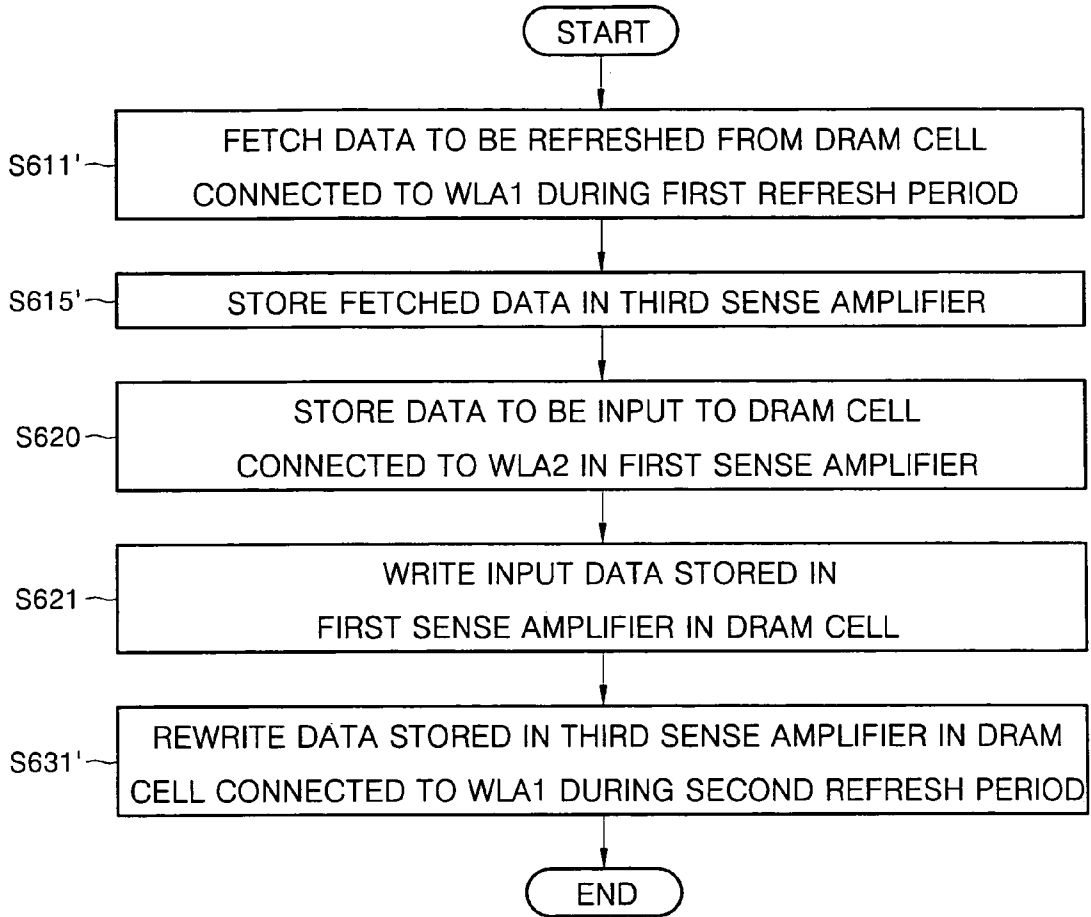 START
S611'
FETCH DATA TO BE REFRESHED FROM DRAM CELL
CONNECTED TO WLA1 DURING FIRST REFRESH PERIOD
S615'
STORE FETCHED DATA IN THIRD SENSE AMPLIFIER
S620
STORE DATA TO BE INPUT TO DRAM CELL
CONNECTED TO WLA2 IN FIRST SENSE AMPLIFIER
S621
WRITE INPUT DATA STORED IN
FIRST SENSE AMPLIFIER IN DRAM CELL
S631'
REWRITE DATA STORED IN THIRD SENSE AMPLIFIER IN DRAM
CELL CONNECTED TO WLA1 DURING SECOND REFRESH PERIOD
END